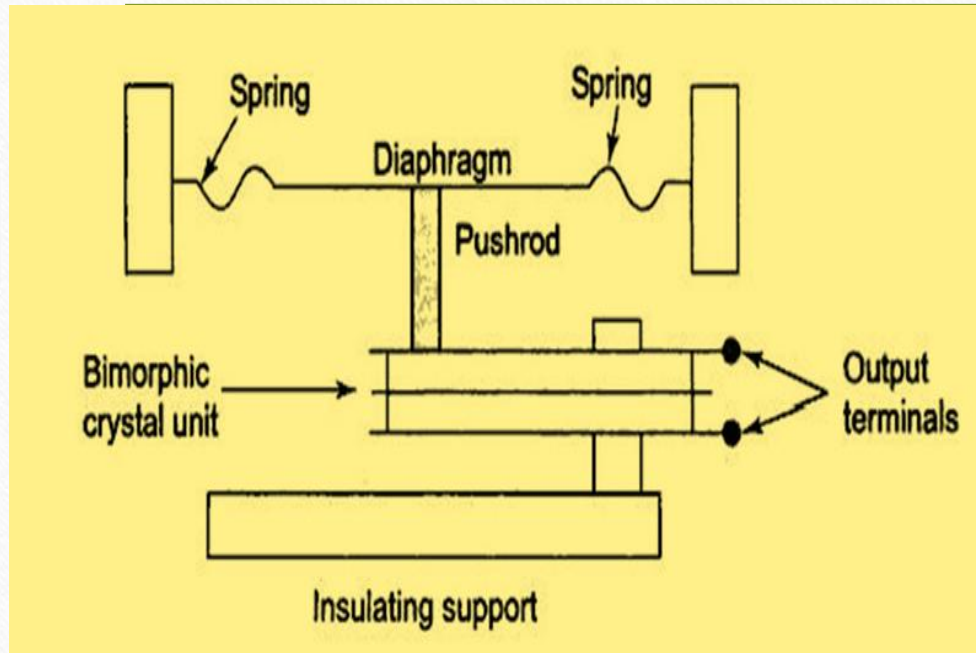 Spring
Spring
Diaphragm
Pushrod
Bimorphic
crystal unit
Output
terminals
Insulating support